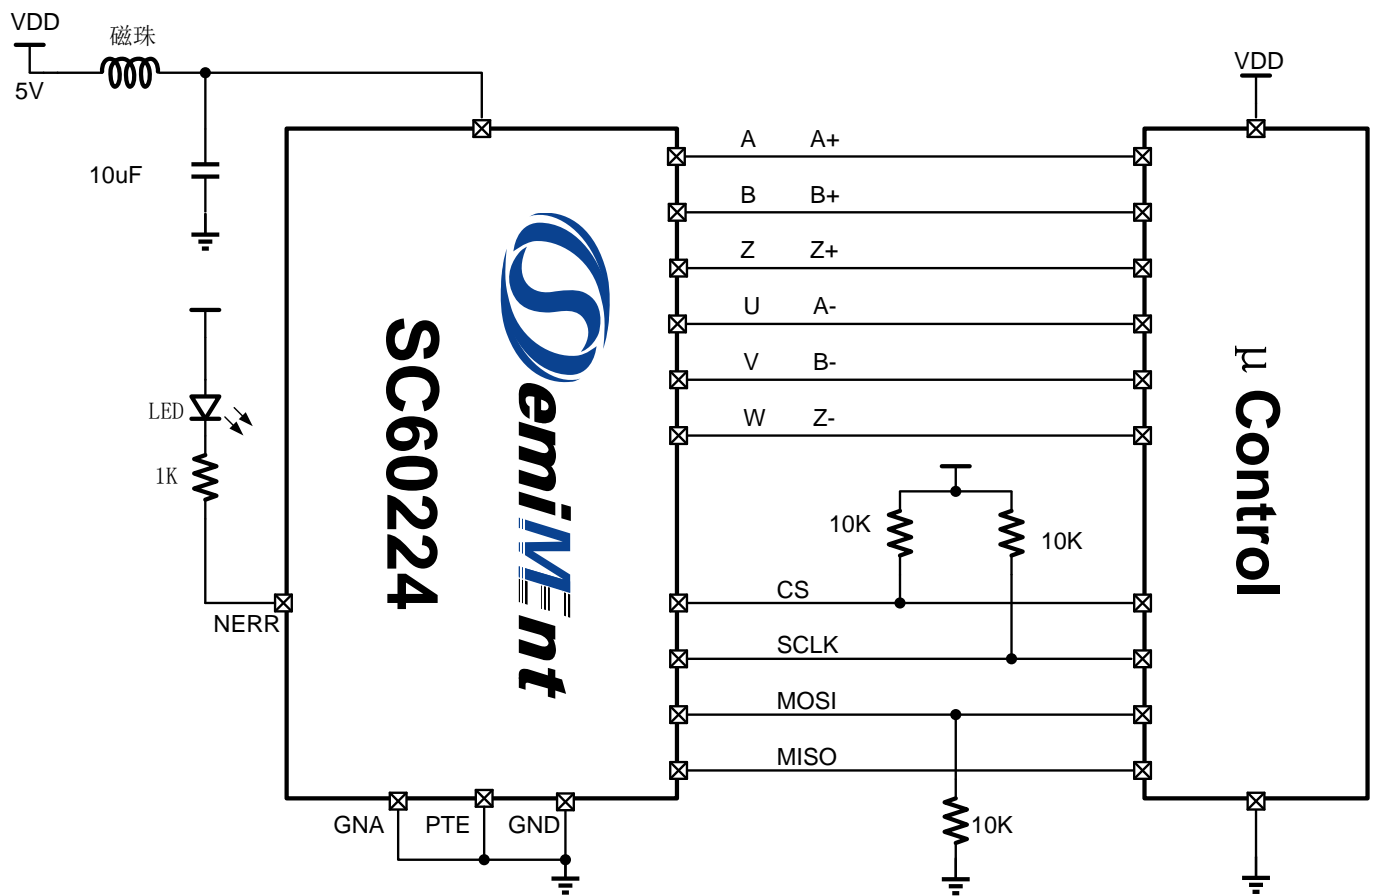 VDD
磁珠
5V
10uF
LED
1K
NERR
SC60224
emiMEnt
GNA
PTE
GND
A A+
B B+
Z Z+
U A-
V B-
W Z-
10K
10K
CS
SCLK
MOSI
MISO
10K
VDD
μ Control